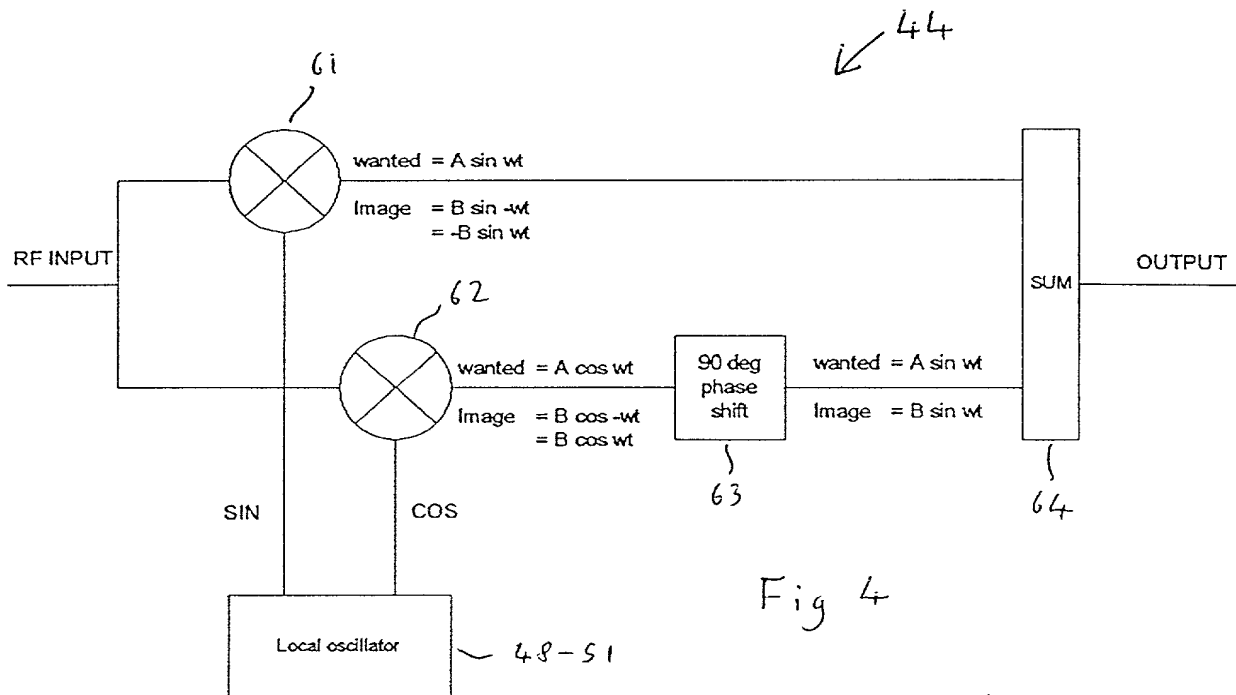 44
61
wanted = A sin wt
Image = B sin -wt
= -B sin wt
RF INPUT
OUTPUT
SUM
62
wanted = A cos wt
Image = B cos -wt
= B cos wt
90 deg
phase
shift
wanted = A sin wt
Image = B sin wt
63
64
SIN
COS
Fig 4
Local oscillator
48-51